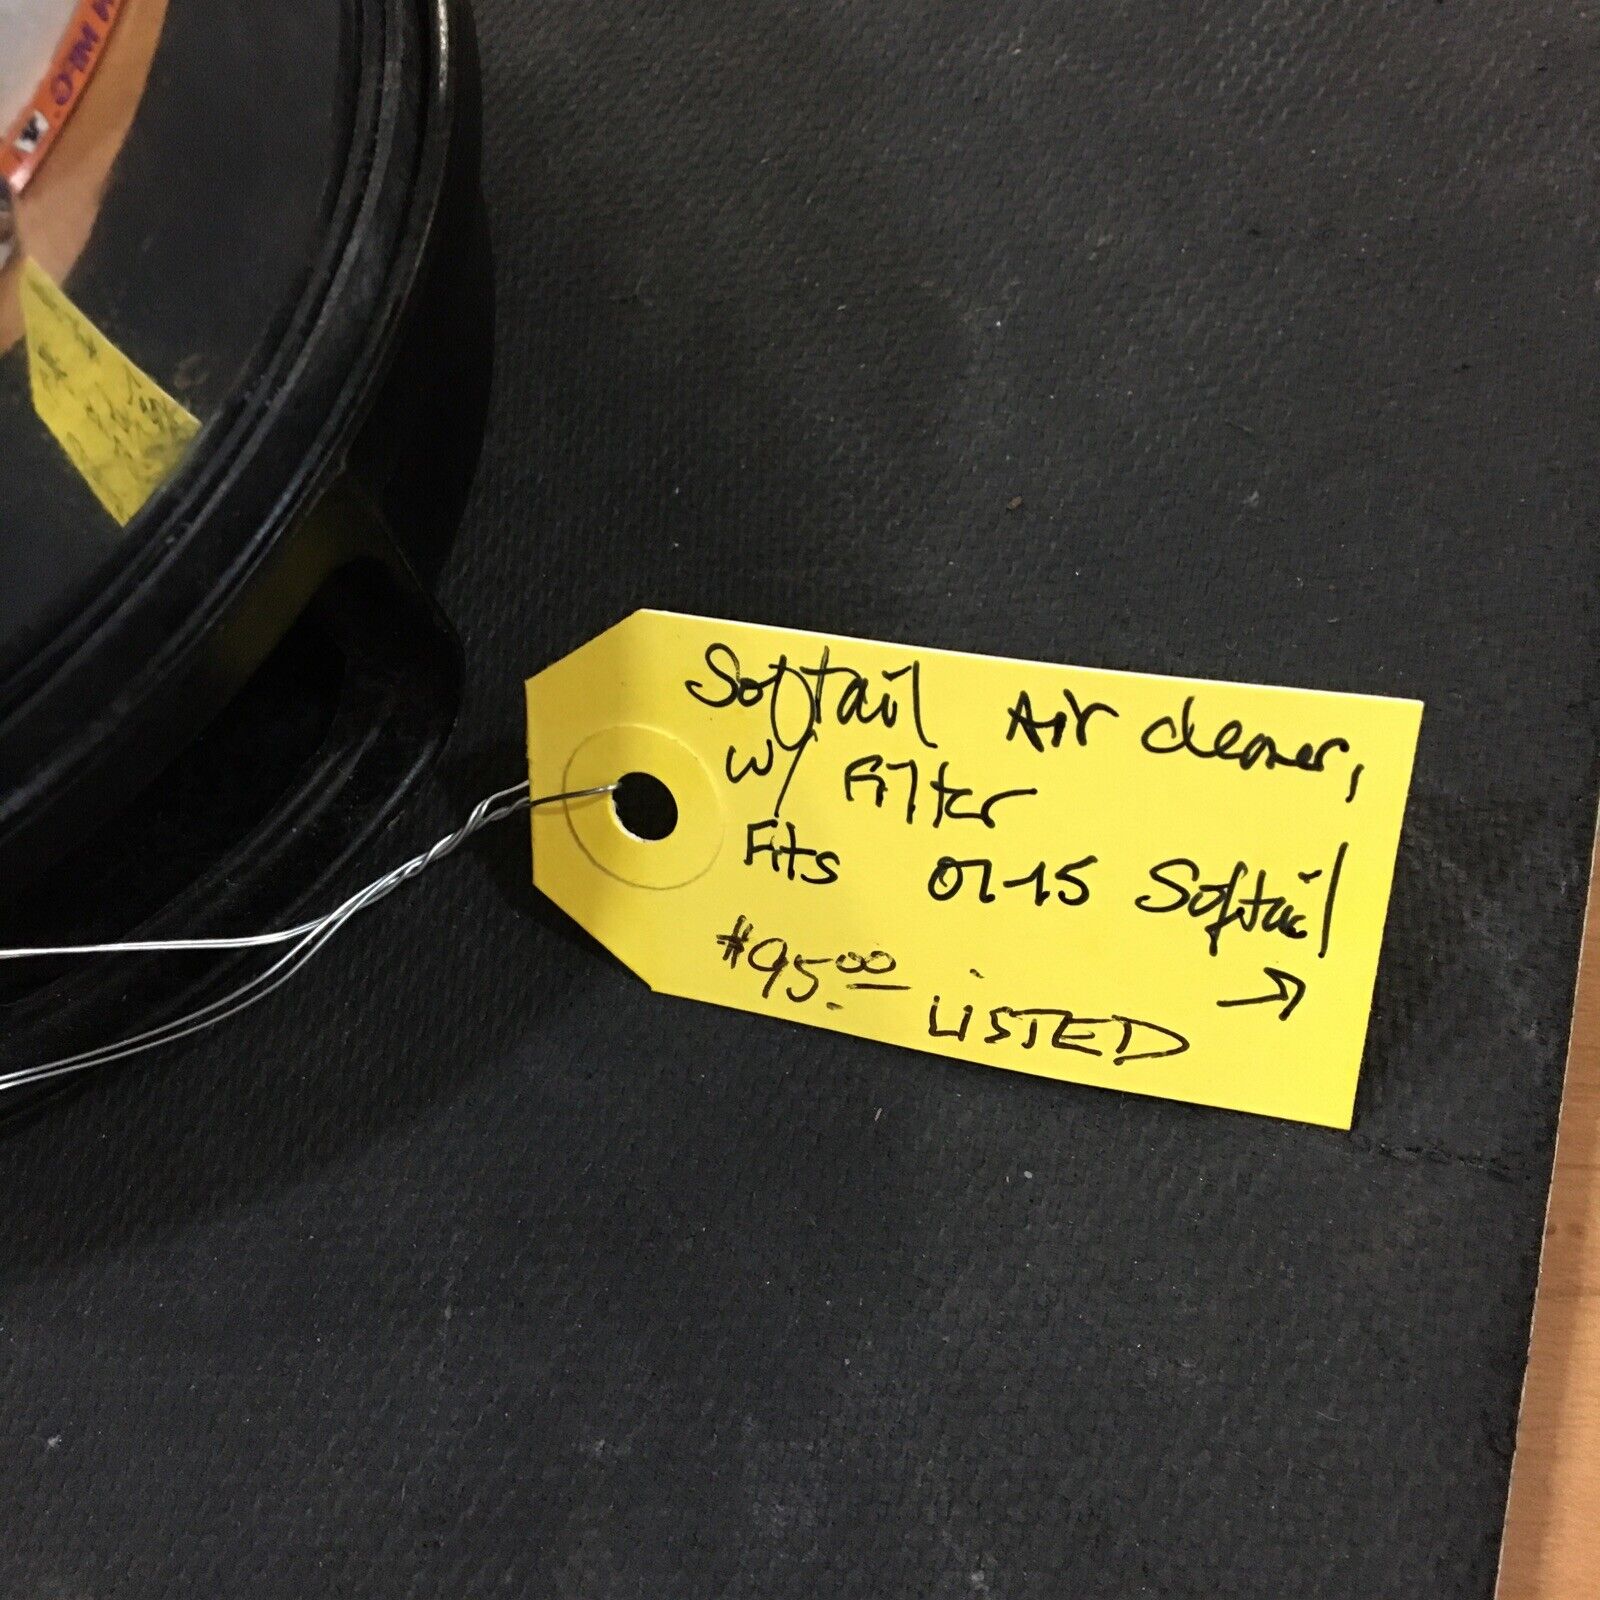 Softail Air cleaner,
w/ Filter
Fits 01-15 Softail
$95.00 LISTED →